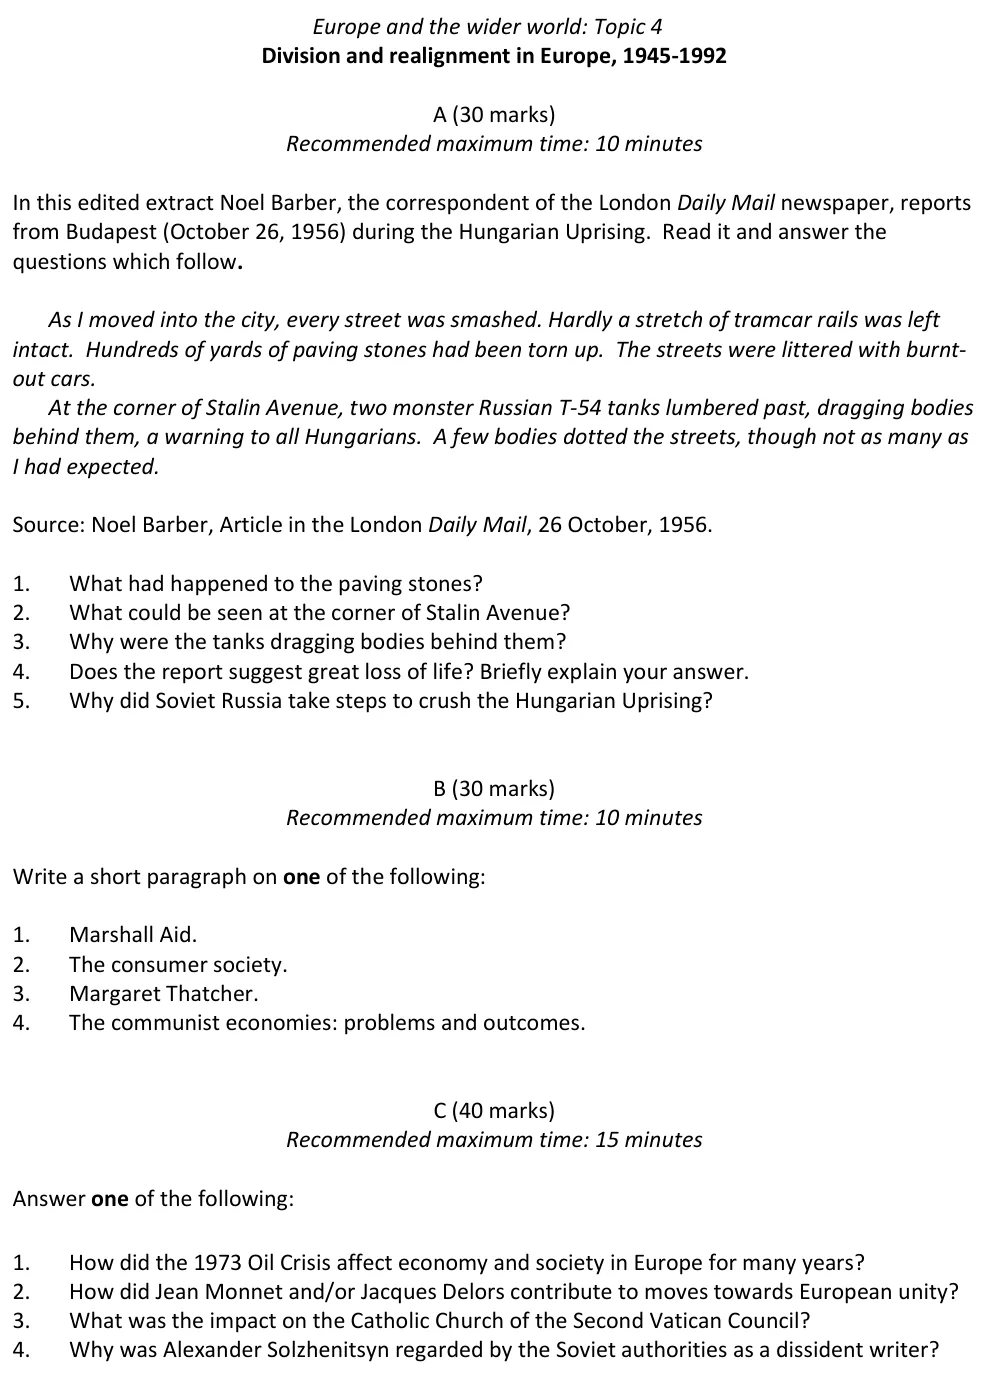 Europe and the wider world: Topic 4
Division and realignment in Europe, 1945-1992
A (30 marks)
Recommended maximum time: 10 minutes
In this edited extract Noel Barber, the correspondent of the London Daily Mail newspaper, reports
from Budapest (October 26, 1956) during the Hungarian Uprising.  Read it and answer the
questions which follow.
As I moved into the city, every street was smashed. Hardly a stretch of tramcar rails was left
intact.  Hundreds of yards of paving stones had been torn up.  The streets were littered with burnt-
out cars.
At the corner of Stalin Avenue, two monster Russian T-54 tanks lumbered past, dragging bodies
behind them, a warning to all Hungarians.  A few bodies dotted the streets, though not as many as
I had expected.
Source: Noel Barber, Article in the London Daily Mail, 26 October, 1956.
1. What had happened to the paving stones?
2. What could be seen at the corner of Stalin Avenue?
3. Why were the tanks dragging bodies behind them?
4. Does the report suggest great loss of life? Briefly explain your answer.
5. Why did Soviet Russia take steps to crush the Hungarian Uprising?
B (30 marks)
Recommended maximum time: 10 minutes
Write a short paragraph on one of the following:
1. Marshall Aid.
2. The consumer society.
3. Margaret Thatcher.
4. The communist economies: problems and outcomes.
C (40 marks)
Recommended maximum time: 15 minutes
Answer one of the following:
1. How did the 1973 Oil Crisis affect economy and society in Europe for many years?
2. How did Jean Monnet and/or Jacques Delors contribute to moves towards European unity?
3. What was the impact on the Catholic Church of the Second Vatican Council?
4. Why was Alexander Solzhenitsyn regarded by the Soviet authorities as a dissident writer?